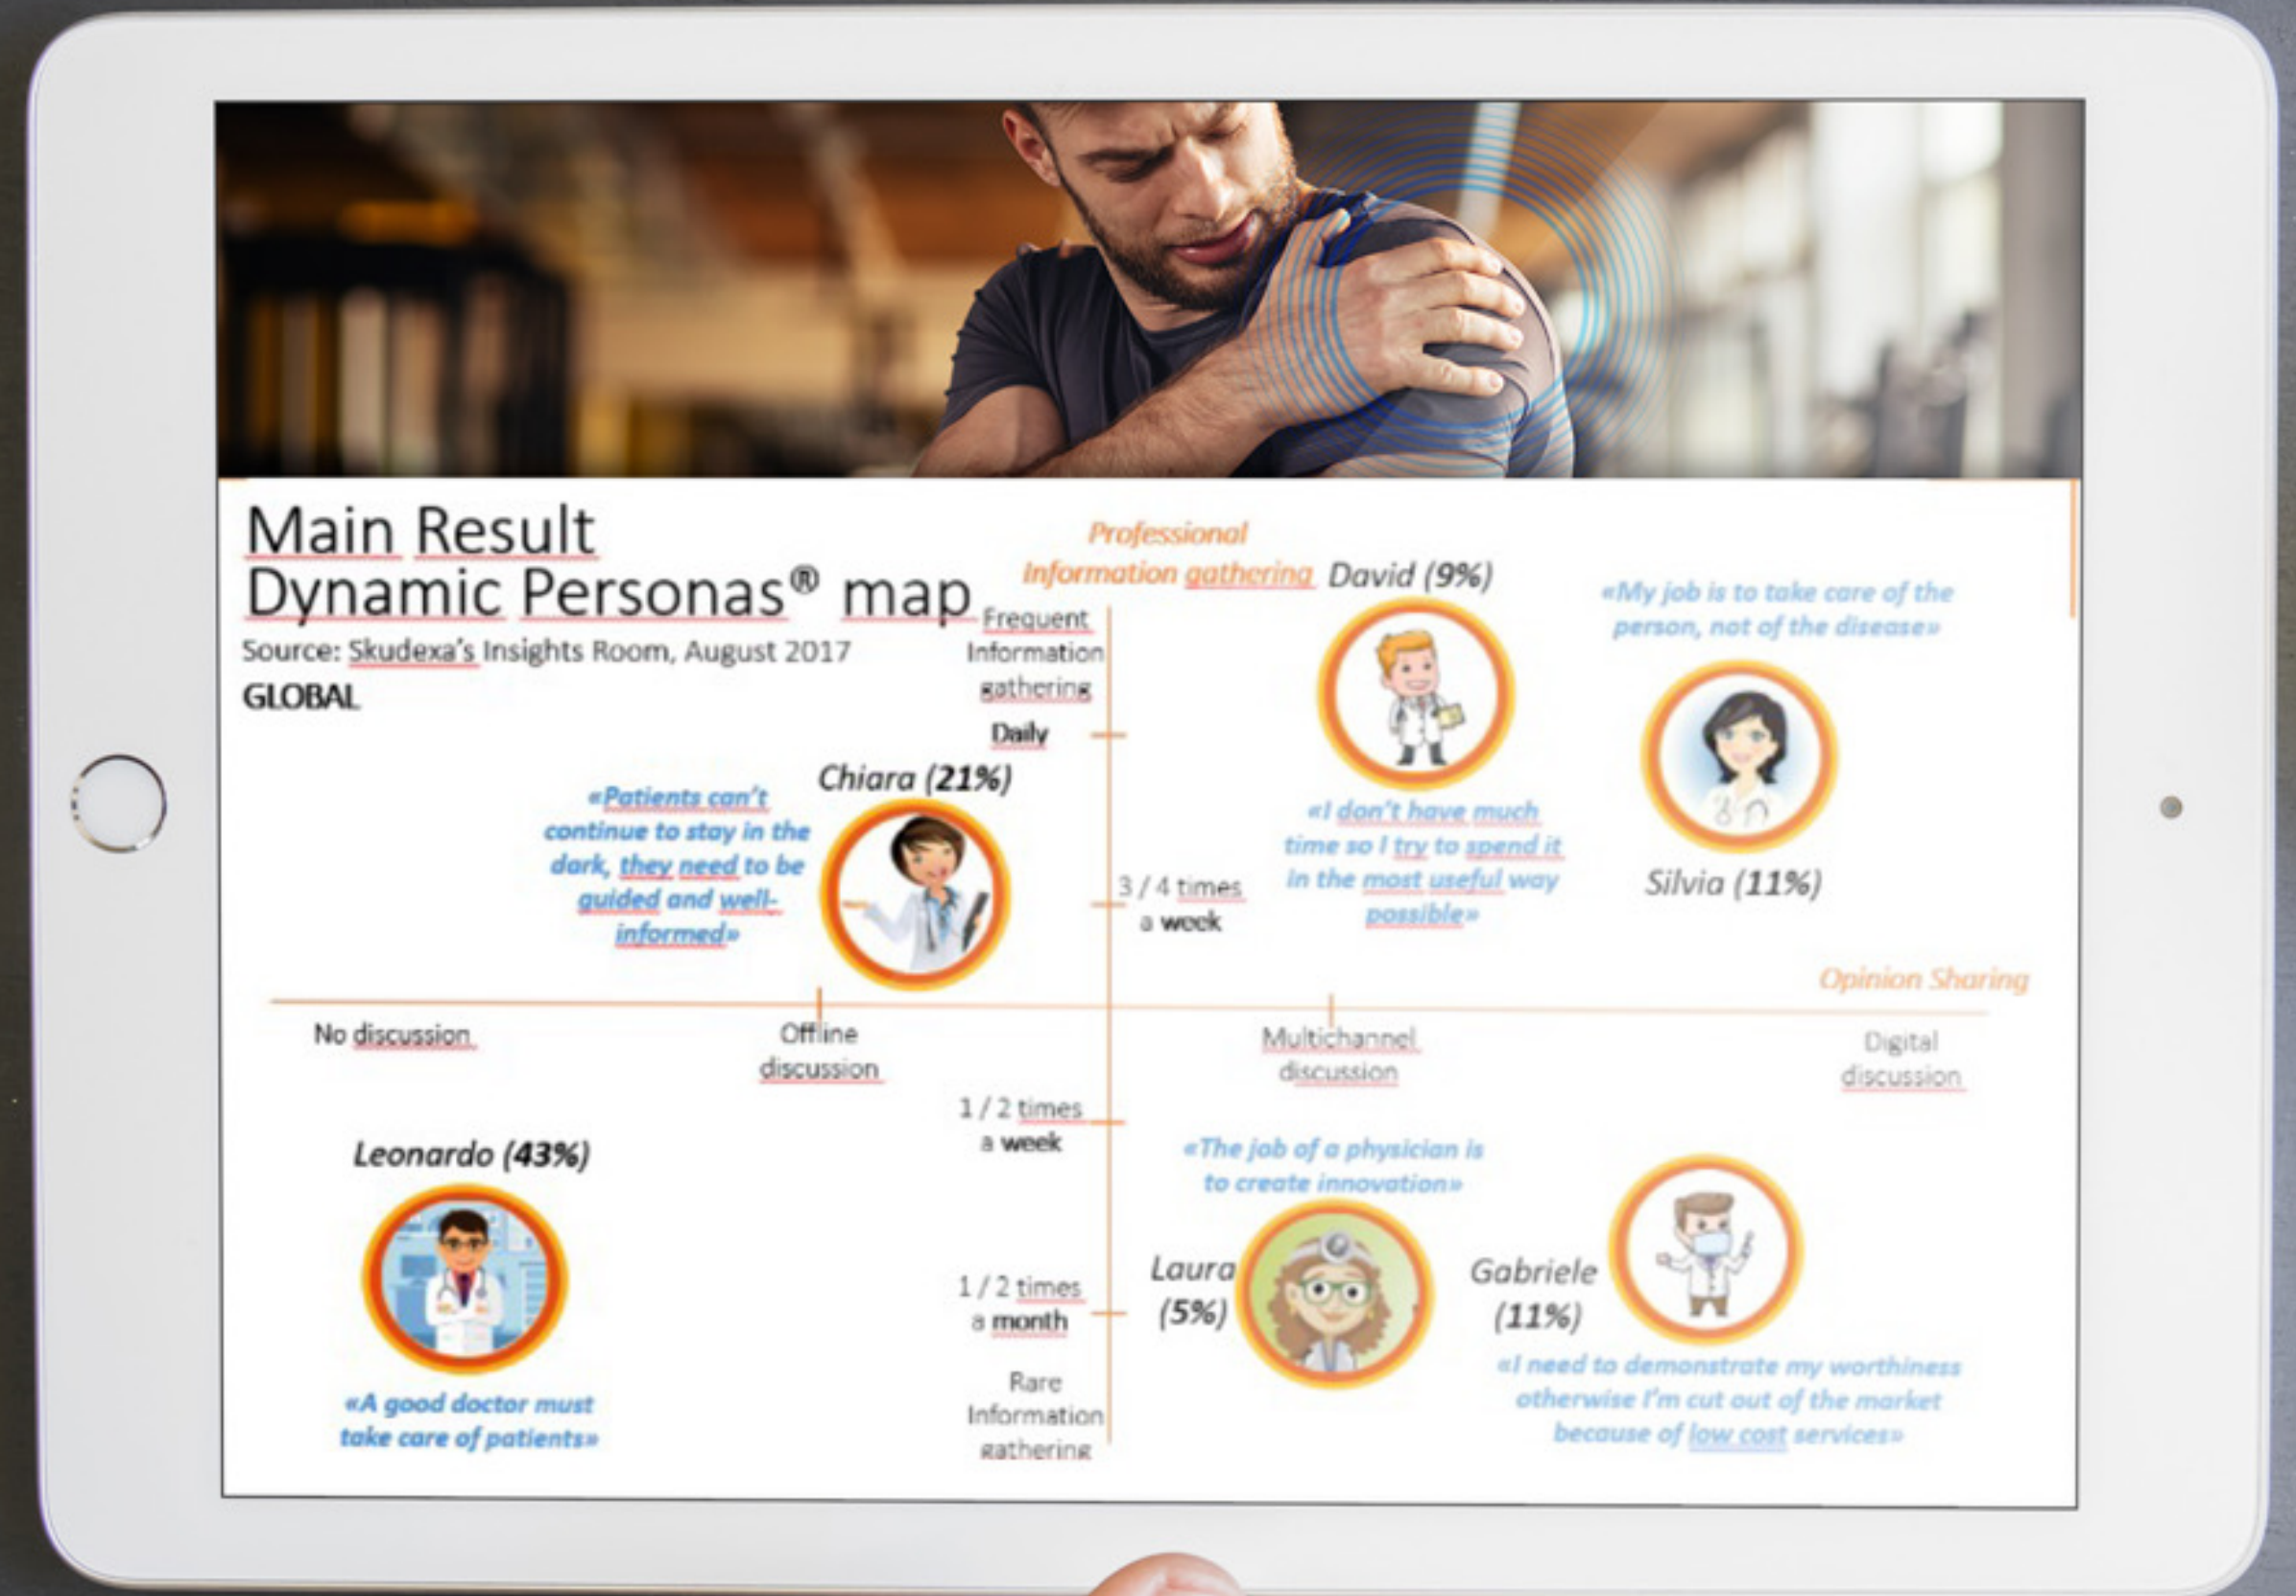 Main Result
Dynamic Personas® map
Source: Skudexa's Insights Room, August 2017
GLOBAL
Professional
Information gathering
Frequent
Information
gathering
Daily
David (9%)
«I don't have much
time so I try to spend it
in the most useful way
possible»
«My job is to take care of the
person, not of the disease»
Silvia (11%)
Chiara (21%)
«Patients can't
continue to stay in the
dark, they need to be
guided and well-
informed»
3 / 4 times
a week
Opinion Sharing
No discussion
Offline
discussion
Multichannel
discussion
Digital
discussion
1 / 2 times
a week
Leonardo (43%)
«A good doctor must
take care of patients»
1 / 2 times
a month
Rare
Information
gathering
«The job of a physician is
to create innovation»
Laura
(5%)
Gabriele
(11%)
«I need to demonstrate my worthiness
otherwise I'm cut out of the market
because of low cost services»